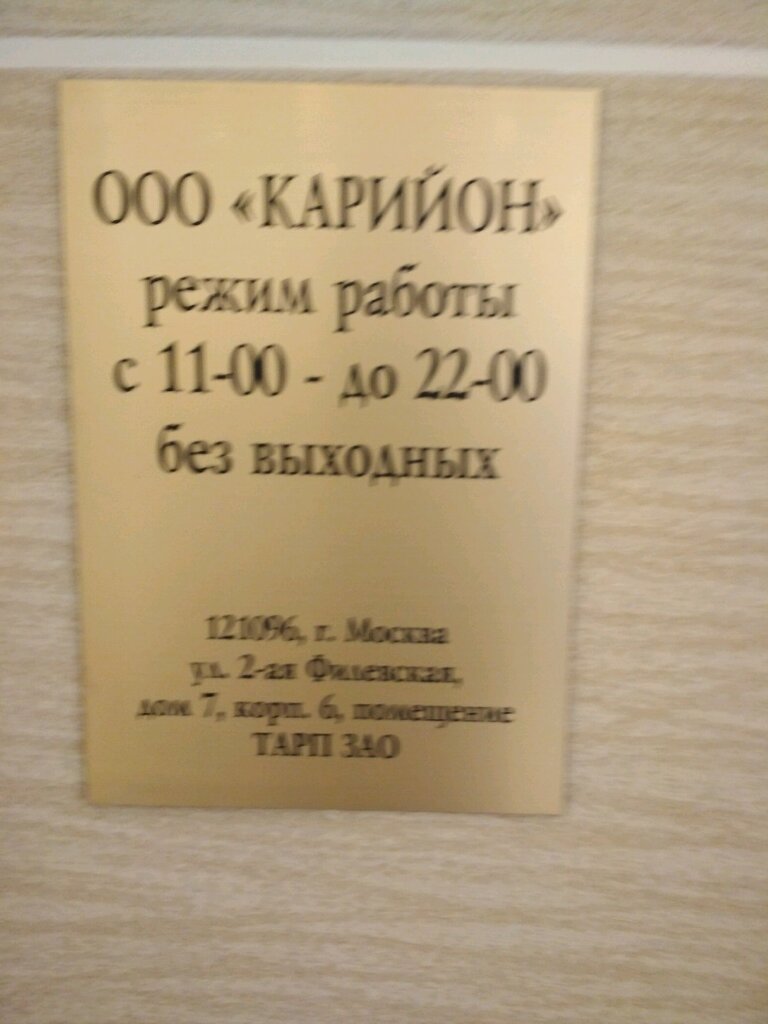 ООО «КАРИЙОН»
режим работы
с 11-00 - до 22-00
без выходных
121096, г. Москва
ул. 2-ая Филевская,
дом 7, корп. 6, помещение
ТАРП ЗАО